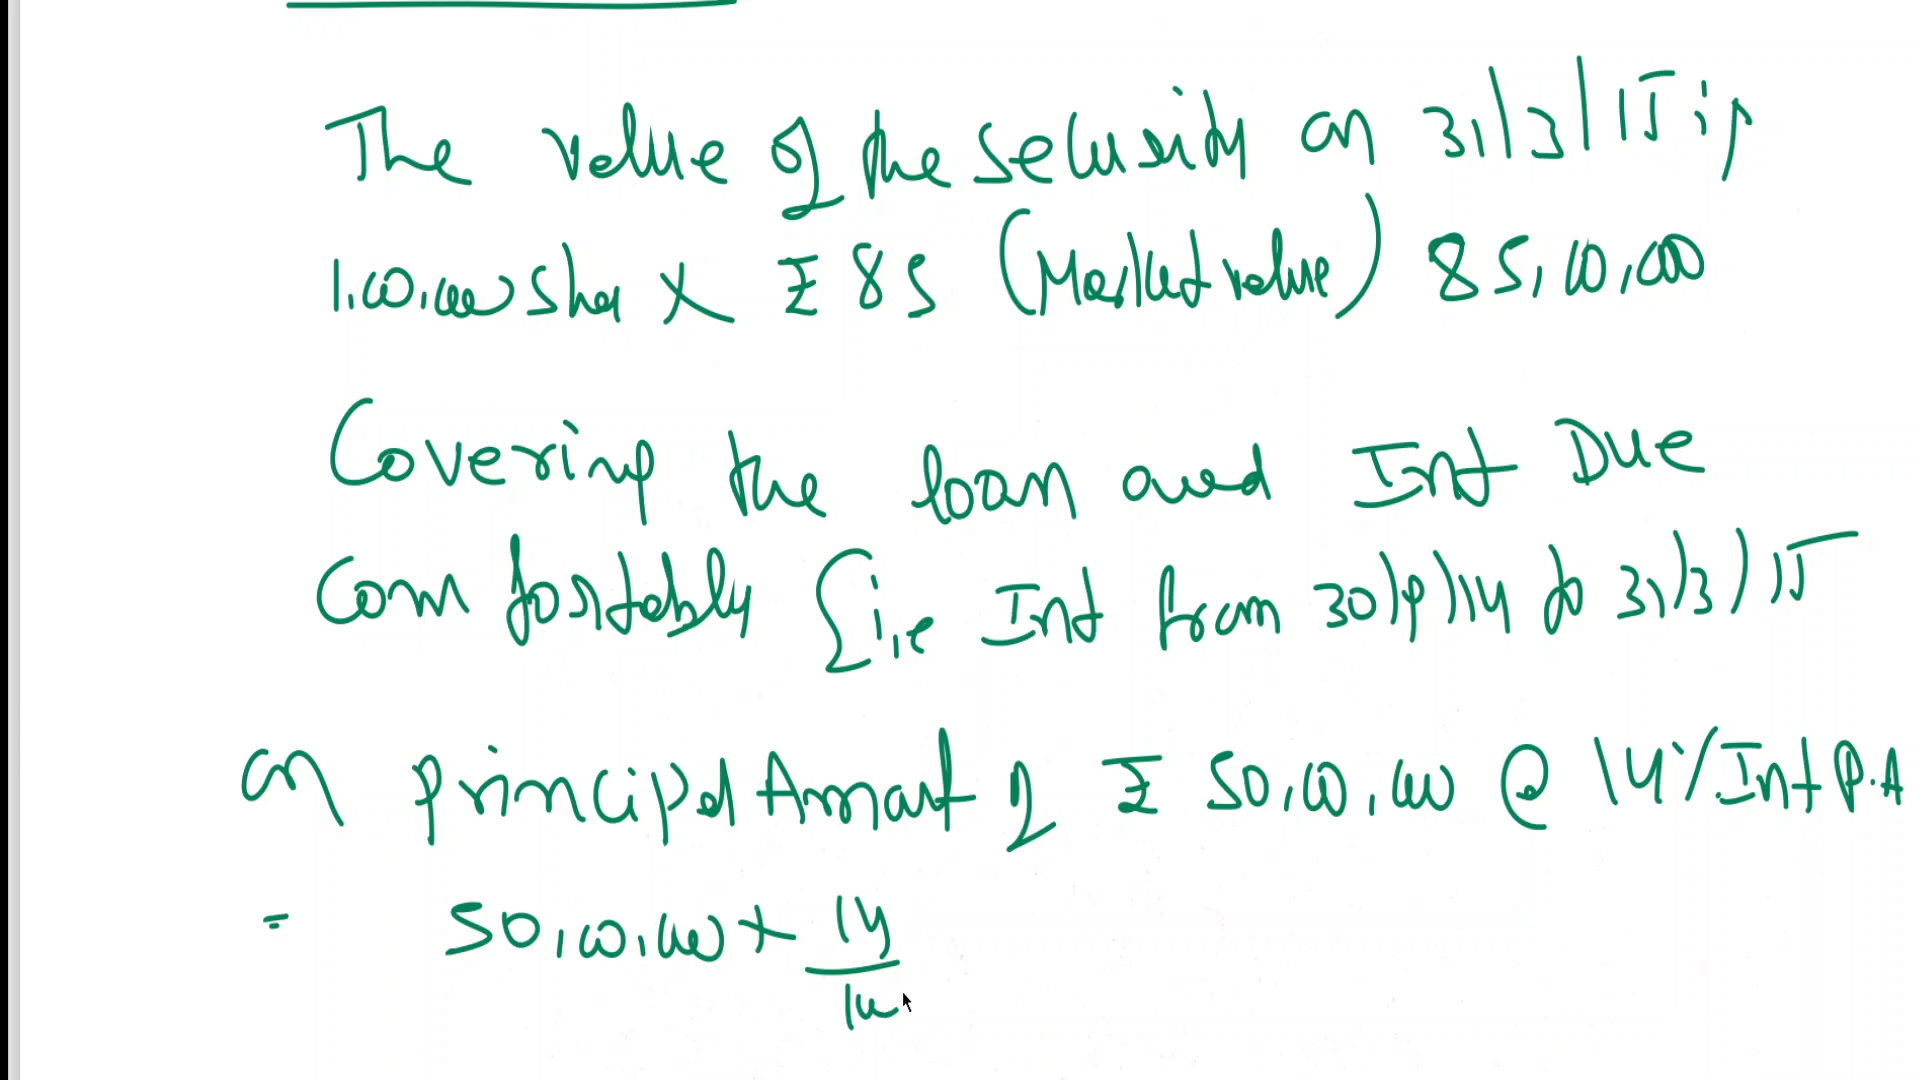 The value of the security on 31/3/15 is
1,00,000 shar × ₹ 85 (Market value) 85,00,000
Covering the loan and Int Due
Comfortably [i.e Int from 30/9/14 to 31/3/15
on principal Amount of ₹ 50,00,000 @ 14% Int P.A
= 50,00,000 × 14
100